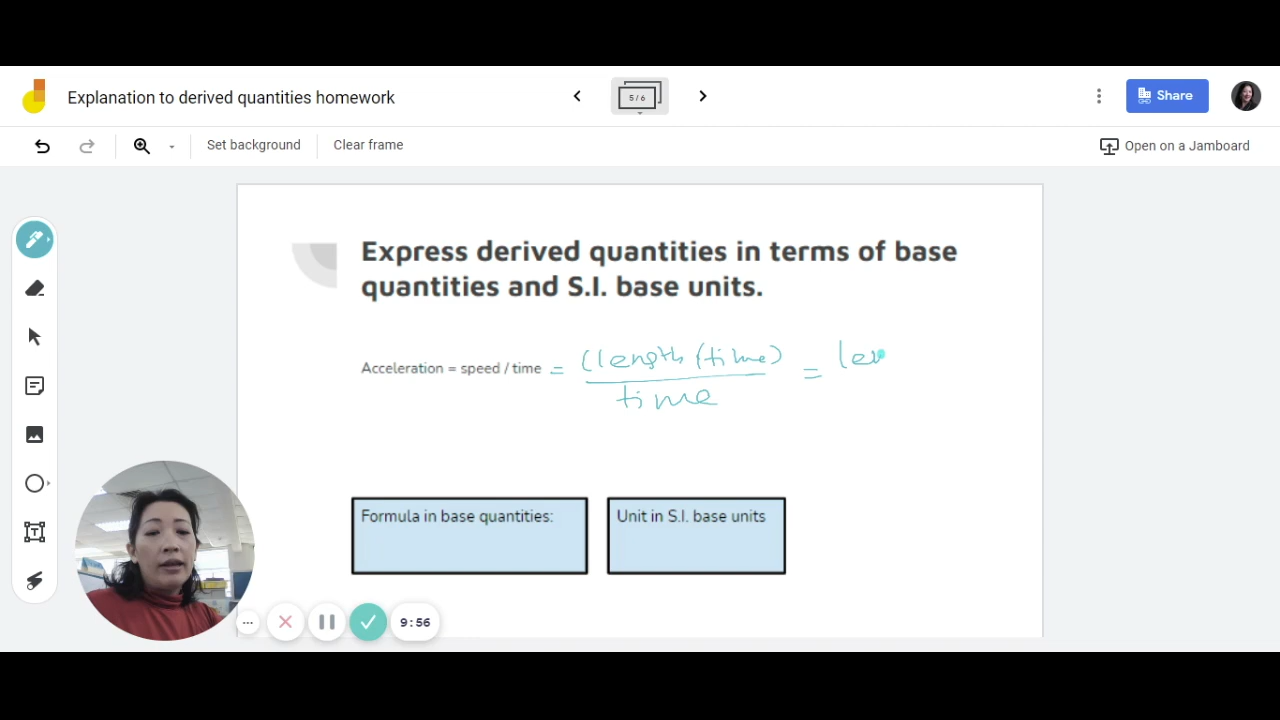 Explanation to derived quantities homework
5 / 6
Share
GHD
Set background
Clear frame
Open on a Jamboard
Express derived quantities in terms of base
quantities and S.I. base units.
Acceleration = speed / time = (length / time) = len
time
Formula in base quantities:
Unit in S.I. base units
9:56